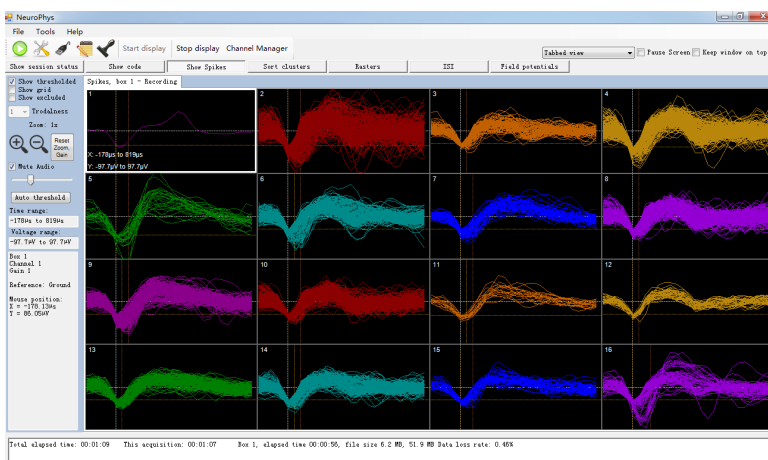 NeuroPhys
File Tools Help
Start display Stop display Channel Manager
Tabbed view Pause Screen Keep window on top
Show session status Show code Show Spikes Sort clusters Rasters ISI Field potentials
Show thresholded
Show grid
Show excluded
1 Trodalness
Zoom: 1x
Reset
Zoom,
Gain
Mute Audio
Auto threshold
Time range:
-178µs to 819µs
Voltage range:
-97.7µV to 97.7µV
Box 1
Channel 1
Gain 1
Reference: Ground
Mouse position:
X = -178.13µs
Y = 86.05µV
Spikes, box 1 - Recording
1 2 3 4
X: -178µs to 819µs
Y: -97.7µV to 97.7µV
5 6 7 8
9 10 11 12
13 14 15 16
Total elapsed time: 00:01:09 This acquisition: 00:01:07 Box 1, elapsed time 00:00:56, file size 6.2 MB, 51.9 MB Data loss rate: 0.46%